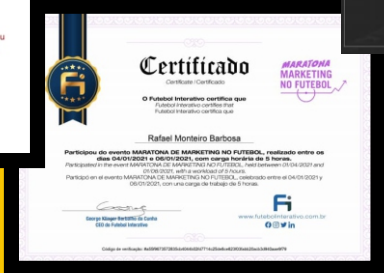 u
Certificado
Certificate / Certificado
MARATONA
MARKETING
NO FUTEBOL
O Futebol Interativo certifica que
Futebol Interativo certifies that
Futebol Interativo certifica que
Rafael Monteiro Barbosa
Participou do evento MARATONA DE MARKETING NO FUTEBOL, realizado entre os
dias 04/01/2021 e 06/01/2021, com carga horária de 5 horas.
Participated in the event MARATONA DE MARKETING NO FUTEBOL, held between 01/04/2021 and
01/06/2021, with a workload of 5 hours.
Participó en el evento MARATONA DE MARKETING NO FUTEBOL, celebrado entre el 04/01/2021 y
06/01/2021, con una carga de trabajo de 5 horas.
CEO do Futebol Interativo
www.futebolinterativo.com.br
Código de verificação: